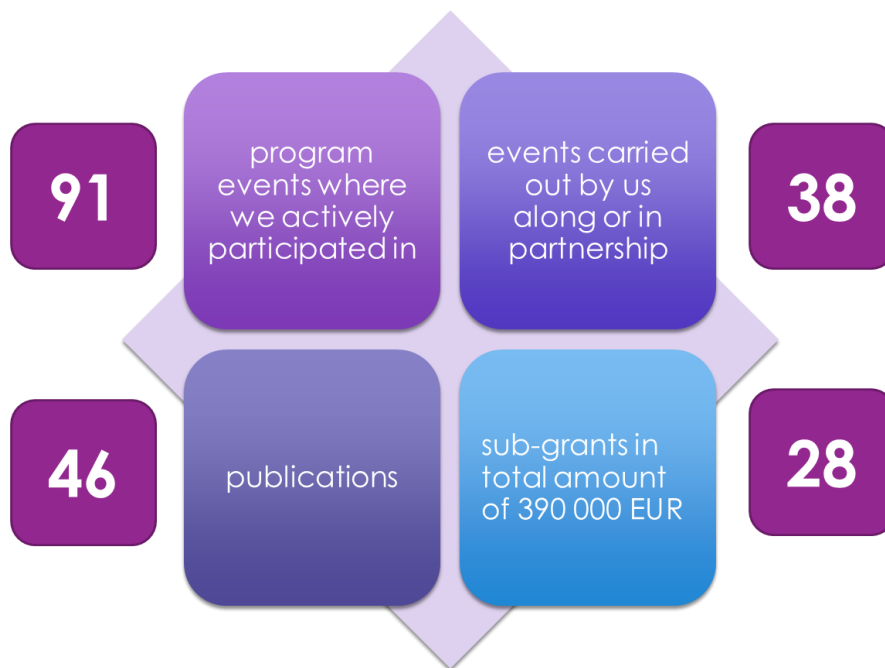 91
program
events where
we actively
participated in
events carried
out by us
along or in
partnership
38
46
publications
sub-grants in
total amount
of 390 000 EUR
28